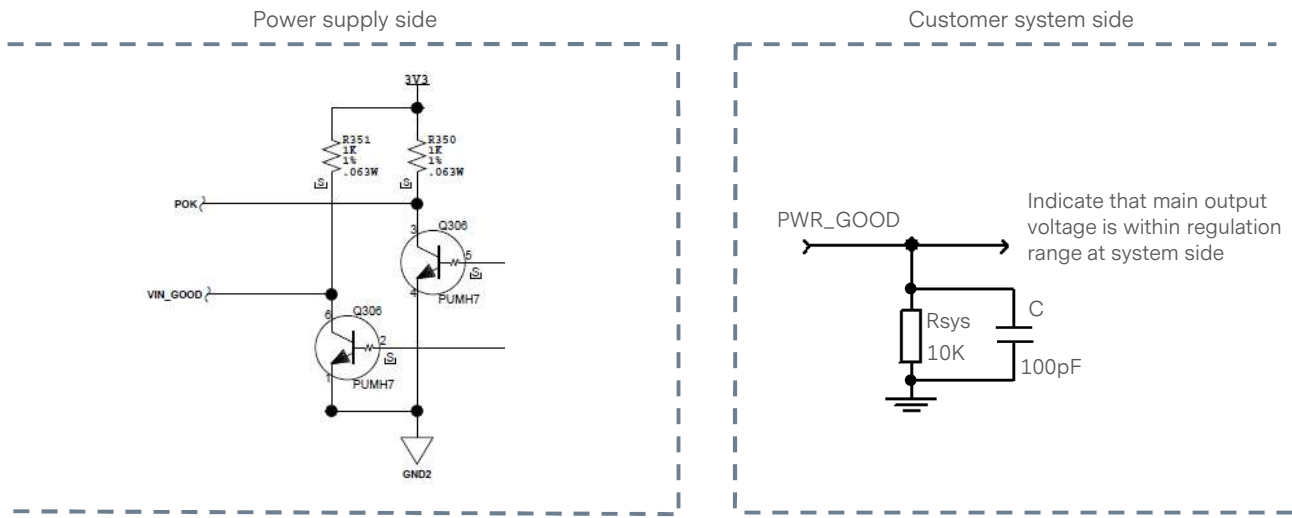 Power supply side
3V3
R351
1K
1%
.063W
S
R350
1K
1%
.063W
S
POK
3
Q306
5
S
4
PUMH7
VIN_GOOD
6
Q306
2
S
1
PUMH7
GND2
Customer system side
PWR_GOOD
Indicate that main output
voltage is within regulation
range at system side
Rsys
10K
C
100pF